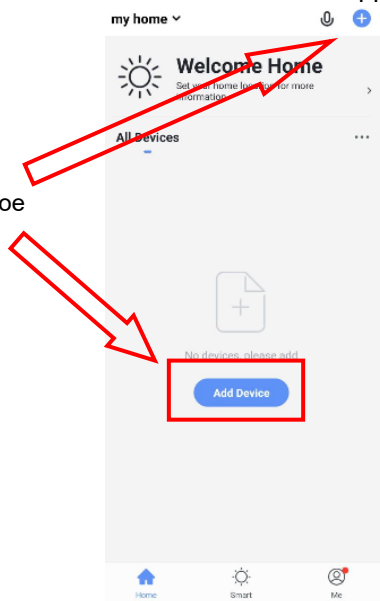 my home
Welcome Home
Set your home location for more
information
All Devices
...
oe
No devices, please add
Add Device
Home
Smart
Me